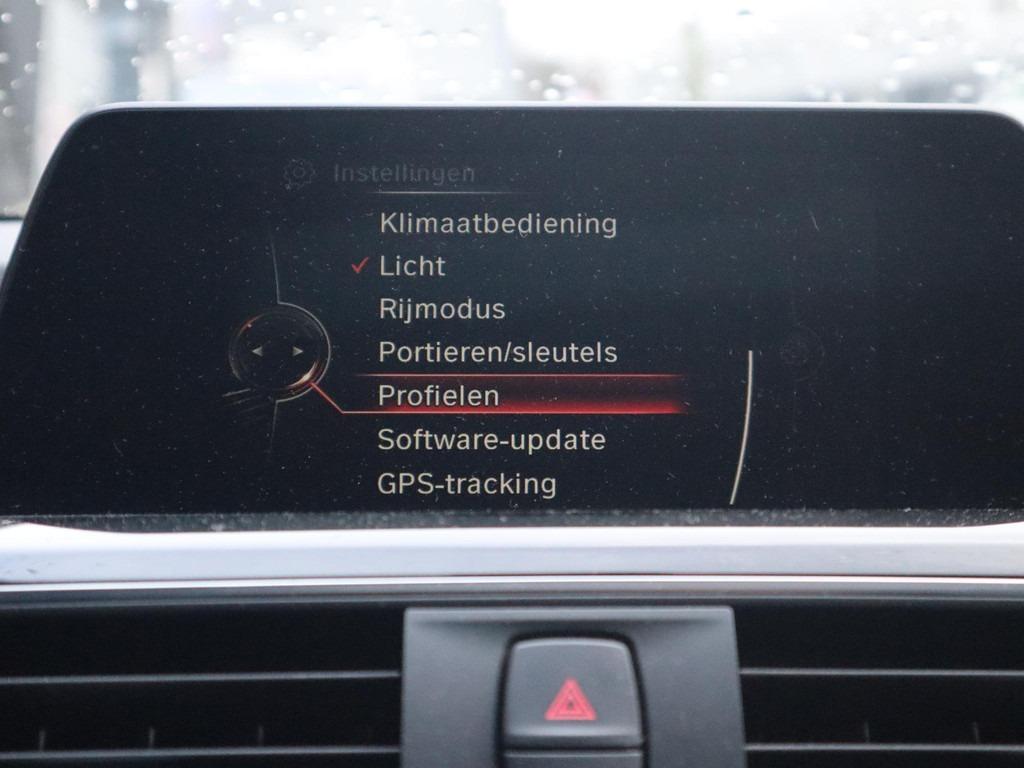 Instellingen
Klimaatbediening
Licht
Rijmodus
Portieren/sleutels
Profielen
Software-update
GPS-tracking